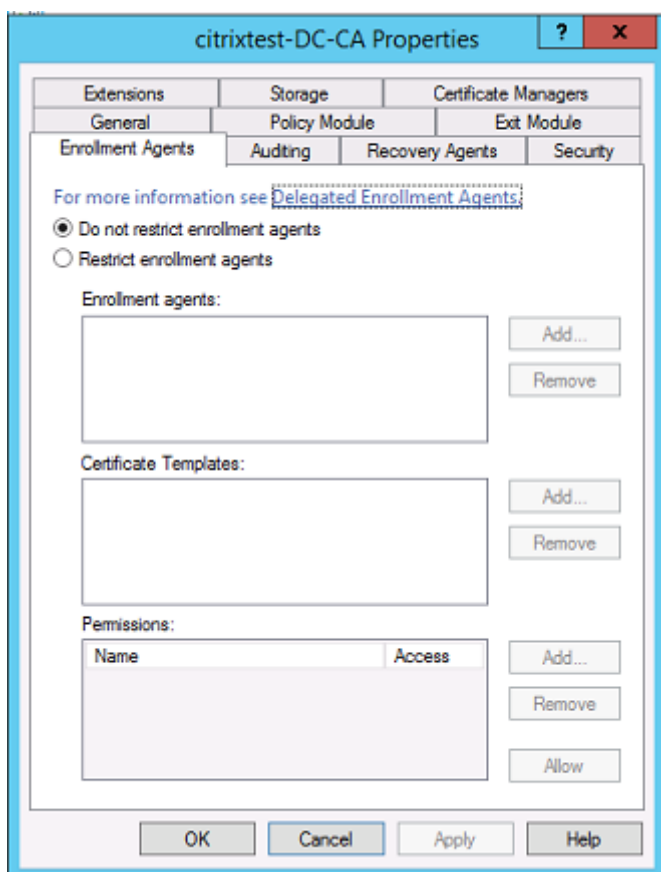 citrixtest-DC-CA Properties
? x
Extensions Storage Certificate Managers
General Policy Module Exit Module
Enrollment Agents Auditing Recovery Agents Security
For more information see Delegated Enrollment Agents.
Do not restrict enrollment agents
Restrict enrollment agents
Enrollment agents:
Add...
Remove
Certificate Templates:
Add...
Remove
Permissions:
Name Access
Add...
Remove
Allow
OK Cancel Apply Help